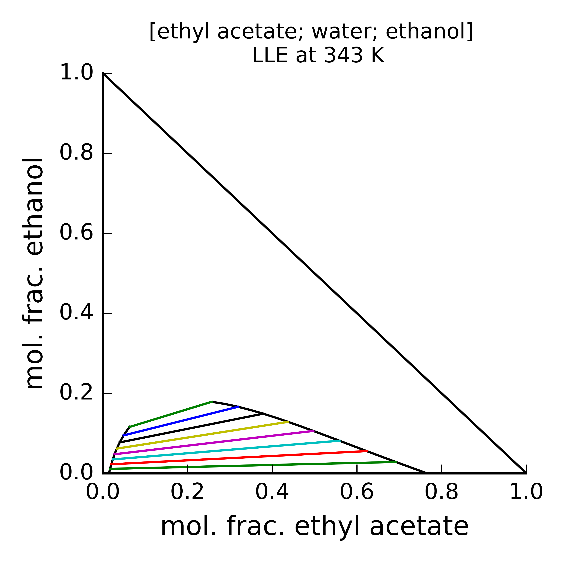 [ethyl acetate; water; ethanol]
LLE at 343 K
1.0
0.8
0.6
0.4
0.2
0.0
mol. frac. ethanol
0.0 0.2 0.4 0.6 0.8 1.0
mol. frac. ethyl acetate